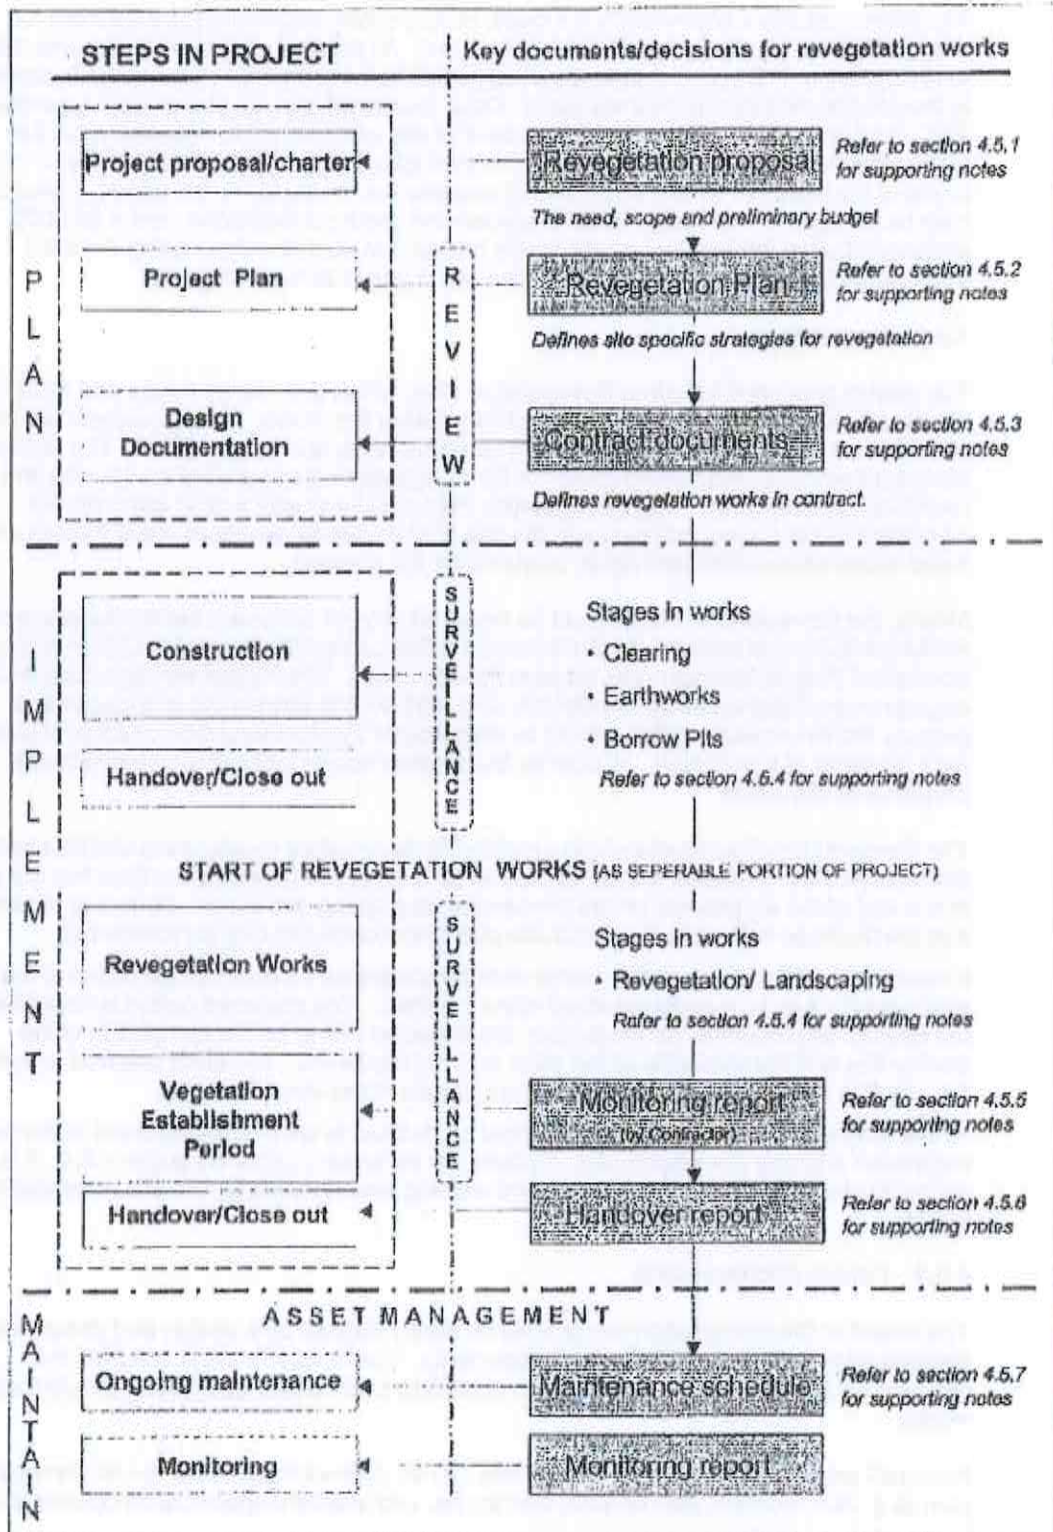 STEPS IN PROJECT
Key documents/decisions for revegetation works
PLAN
REVIEW
Project proposal/charter
Revegetation proposal
Refer to section 4.5.1
for supporting notes
The need, scope and preliminary budget
Project Plan
Revegetation Plan
Refer to section 4.5.2
for supporting notes
Defines site specific strategies for revegetation
Design
Documentation
Contract documents
Refer to section 4.5.3
for supporting notes
Defines revegetation works in contract.
IMPLEMENT
SURVEILLANCE
Construction
Stages in works
• Clearing
• Earthworks
• Borrow Pits
Handover/Close out
Refer to section 4.5.4 for supporting notes
START OF REVEGETATION WORKS (AS SEPERABLE PORTION OF PROJECT)
SURVEILLANCE
Revegetation Works
Stages in works
• Revegetation/ Landscaping
Refer to section 4.5.4 for supporting notes
Vegetation
Establishment
Period
Monitoring report
(by Contractor)
Refer to section 4.5.5
for supporting notes
Handover/Close out
Handover report
Refer to section 4.5.6
for supporting notes
MAINTAIN
ASSET MANAGEMENT
Ongoing maintenance
Maintenance schedule
Refer to section 4.5.7
for supporting notes
Monitoring
Monitoring report